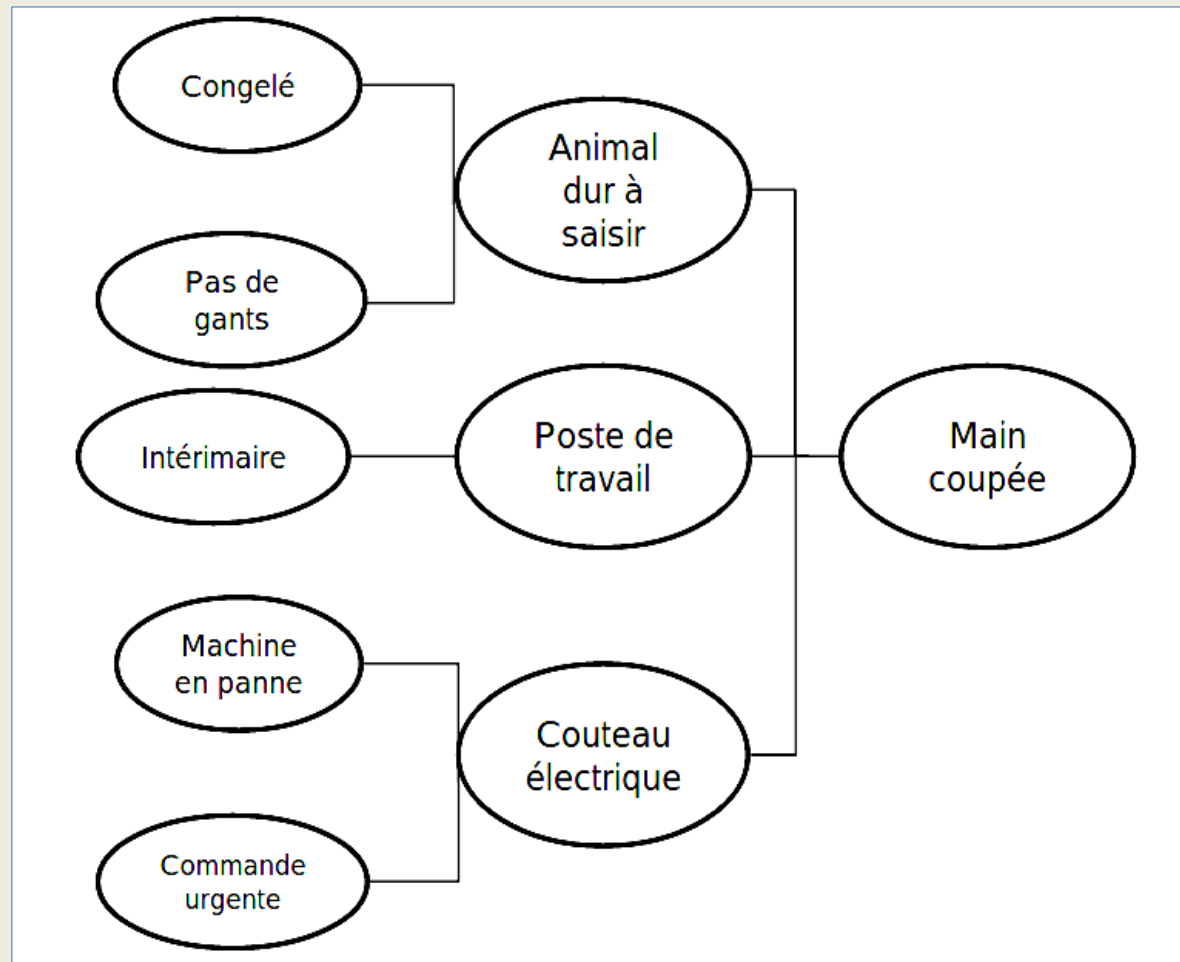 Congelé
Animal
dur à
saisir
Pas de
gants
Intérimaire
Poste de
travail
Main
coupée
Machine
en panne
Couteau
électrique
Commande
urgente